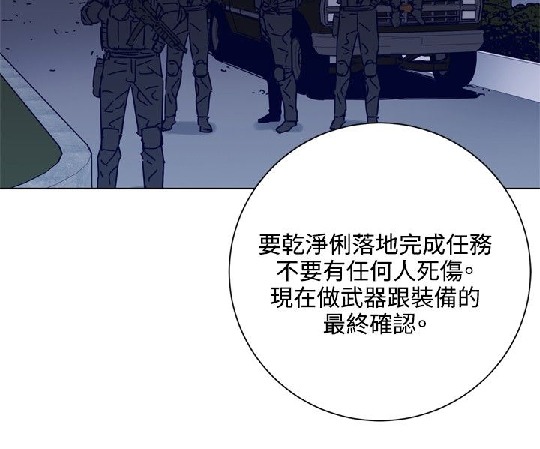 要乾淨俐落地完成任務
不要有任何人死傷。
現在做武器跟裝備的
最終確認。